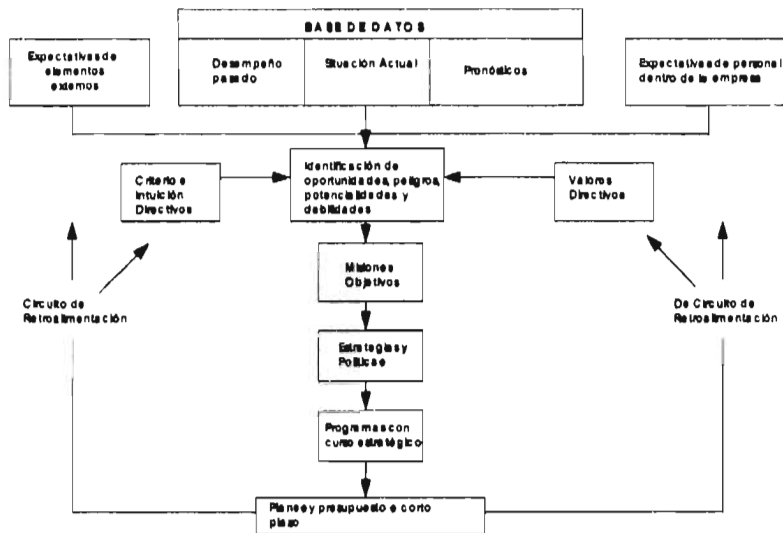 BASE DE DATOS
Expectativas de
elementos
externos
Desempeño
pasado
Situación Actual
Pronósticos
Expectativas de personal
dentro de la empresa
Criterio e
Intuición
Directivos
Identificación de
oportunidades, peligros,
potencialidades y
debilidades
Valores
Directivos
Misiones
Objetivos
Circuito de
Retroalimentación
De Circuito de
Retroalimentación
Estrategias y
Políticas
Programas con
curso estratégico
Planes y presupuesto e corto
plazo